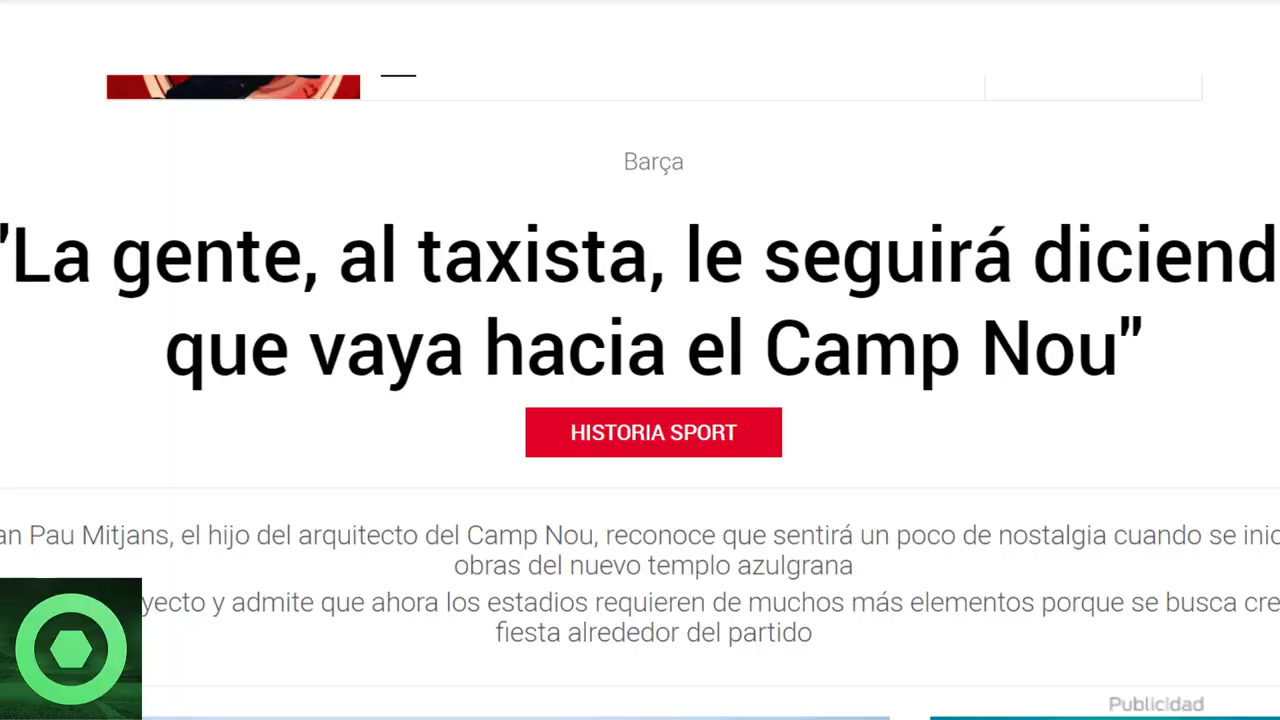 Barça
"La gente, al taxista, le seguirá diciend
que vaya hacia el Camp Nou"
HISTORIA SPORT
an Pau Mitjans, el hijo del arquitecto del Camp Nou, reconoce que sentirá un poco de nostalgia cuando se inic
obras del nuevo templo azulgrana
yecto y admite que ahora los estadios requieren de muchos más elementos porque se busca cre
fiesta alrededor del partido
Publicidad